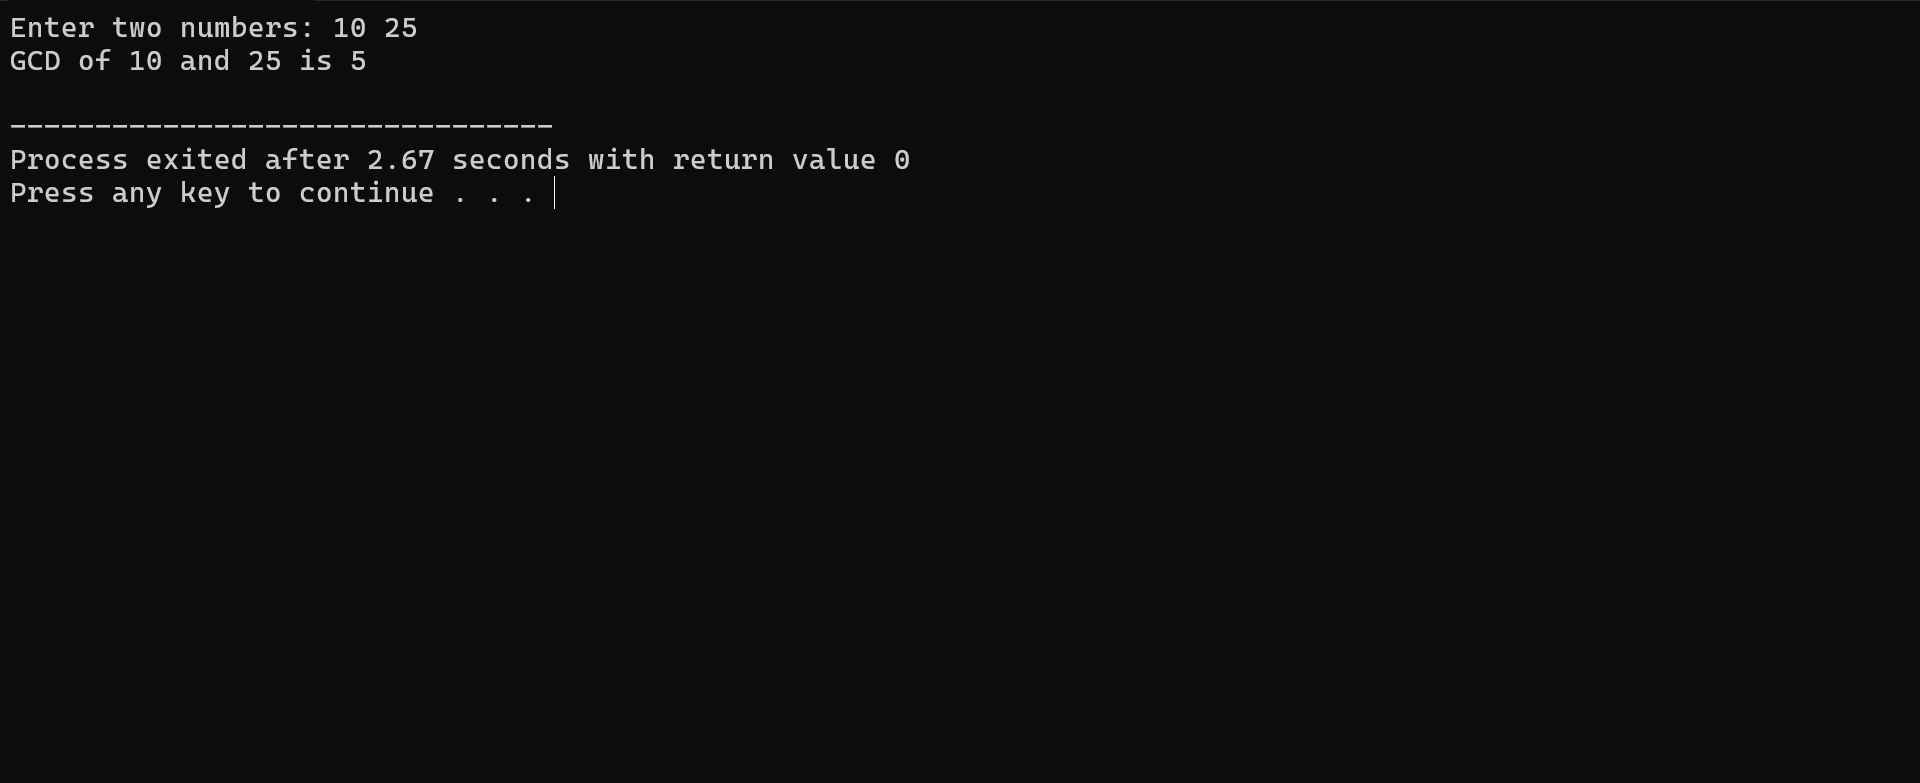 Enter two numbers: 10 25
GCD of 10 and 25 is 5
--------------------------------
Process exited after 2.67 seconds with return value 0
Press any key to continue . . .